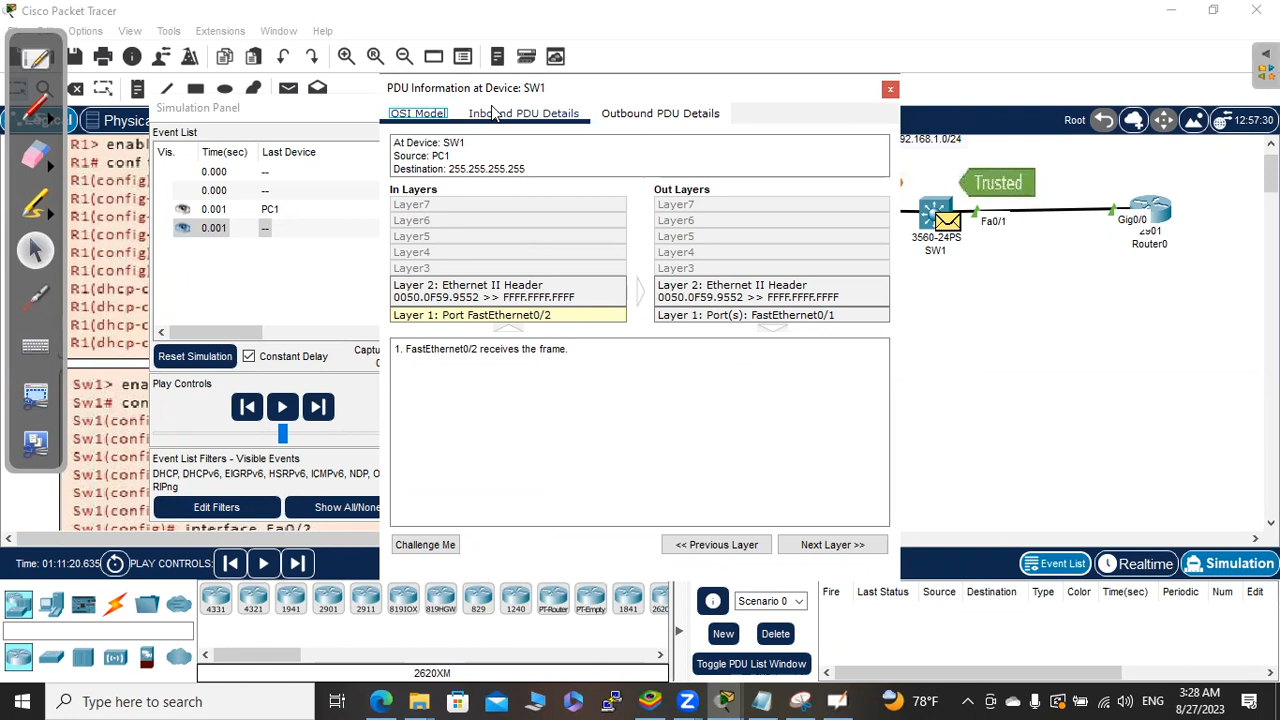 Cisco Packet Tracer
Options View Tools Extensions Window Help
PDU Information at Device: SW1
OSI Model Inbound PDU Details Outbound PDU Details
At Device: SW1
Source: PC1
Destination: 255.255.255.255
In Layers Out Layers
Layer7 Layer7
Layer6 Layer6
Layer5 Layer5
Layer4 Layer4
Layer3 Layer3
Layer 2: Ethernet II Header
0050.0F59.9552 >> FFFF.FFFF.FFFF
Layer 2: Ethernet II Header
0050.0F59.9552 >> FFFF.FFFF.FFFF
Layer 1: Port FastEthernet0/2
Layer 1: Port(s): FastEthernet0/1
1. FastEthernet0/2 receives the frame.
Challenge Me << Previous Layer Next Layer >>
Simulation Panel
Event List
Vis. Time(sec) Last Device
0.000 --
0.000 --
0.001 PC1
0.001 --
Reset Simulation Constant Delay
Play Controls
Event List Filters - Visible Events
DHCP, DHCPv6, EIGRPv6, HSRPv6, ICMPv6, NDP,
RIPng
Edit Filters Show All/None
Physical
R1> enab
R1# conf
R1(config)
R1(config)
R1(config)
R1(config)
R1(config)
R1(dhcp-c
R1(dhcp-c
R1(dhcp-c
Sw1> ena
Sw1# con
Sw1(conf
Sw1(conf
Sw1(conf
Sw1(conf
Sw1(conf
Sw1(conf
Sw1(config)# interface Fa0/2
Root 12:57:30
192.168.1.0/24
Trusted
Fa0/1
3560-24PS
SW1
Gig0/0
2901
Router0
Time: 01:11:20.635 PLAY CONTROLS:
Event List Realtime Simulation
4331 4321 1941 2901 2911 819IOX 819HGW 829 1240 PT-Router PT-Empty 1841
2620XM
Scenario 0
New Delete
Toggle PDU List Window
Fire Last Status Source Destination Type Color Time(sec) Periodic Num Edit
Type here to search
78°F
ENG
3:28 AM
8/27/2023